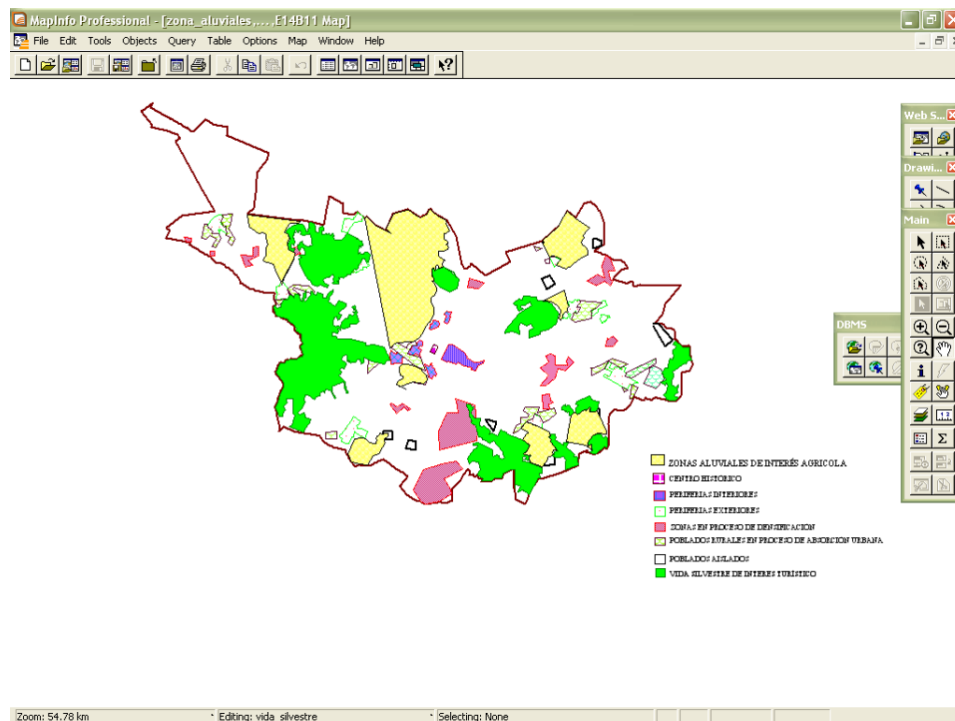 MapInfo Professional - [zona_aluviales,...,E14B11 Map]
File Edit Tools Objects Query Table Options Map Window Help
Web S...
Drawi...
Main
DBMS
ZONAS ALUVIALES DE INTERÉS AGRICOLA
CENTRO HISTORICO
PERIFERIAS INTERIORES
PERIFERIAS EXTERIORES
ZONAS EN PROCESO DE DENSIFICACION
POBLADOS RURALES EN PROCESO DE ABSORCION URBANA
POBLADOS AISLADOS
VIDA SILVESTRE DE INTERES TURÍSTICO
Zoom: 54.78 km Editing: vida_silvestre Selecting: None